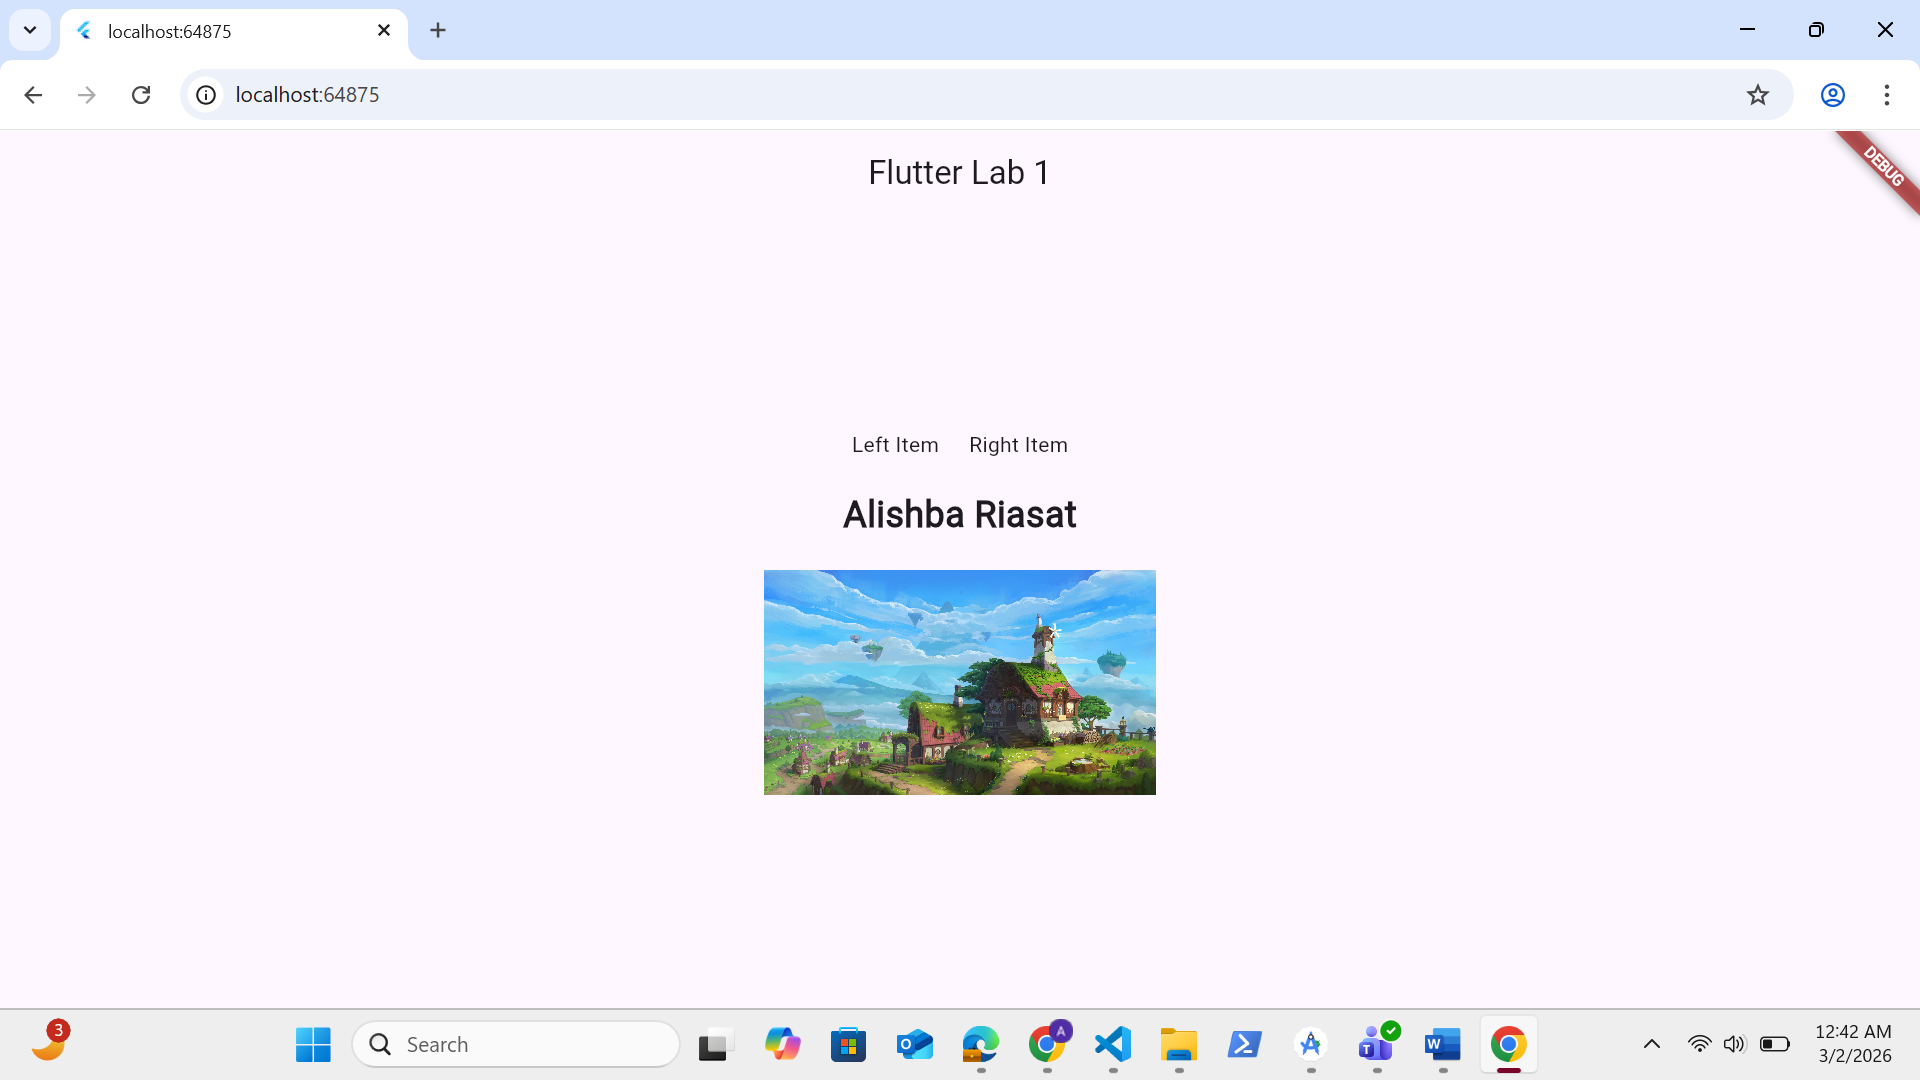 localhost:64875
localhost:64875
DEBUG
Flutter Lab 1
Left Item Right Item
Alishba Riasat
3
Search
A
12:42 AM
3/2/2026